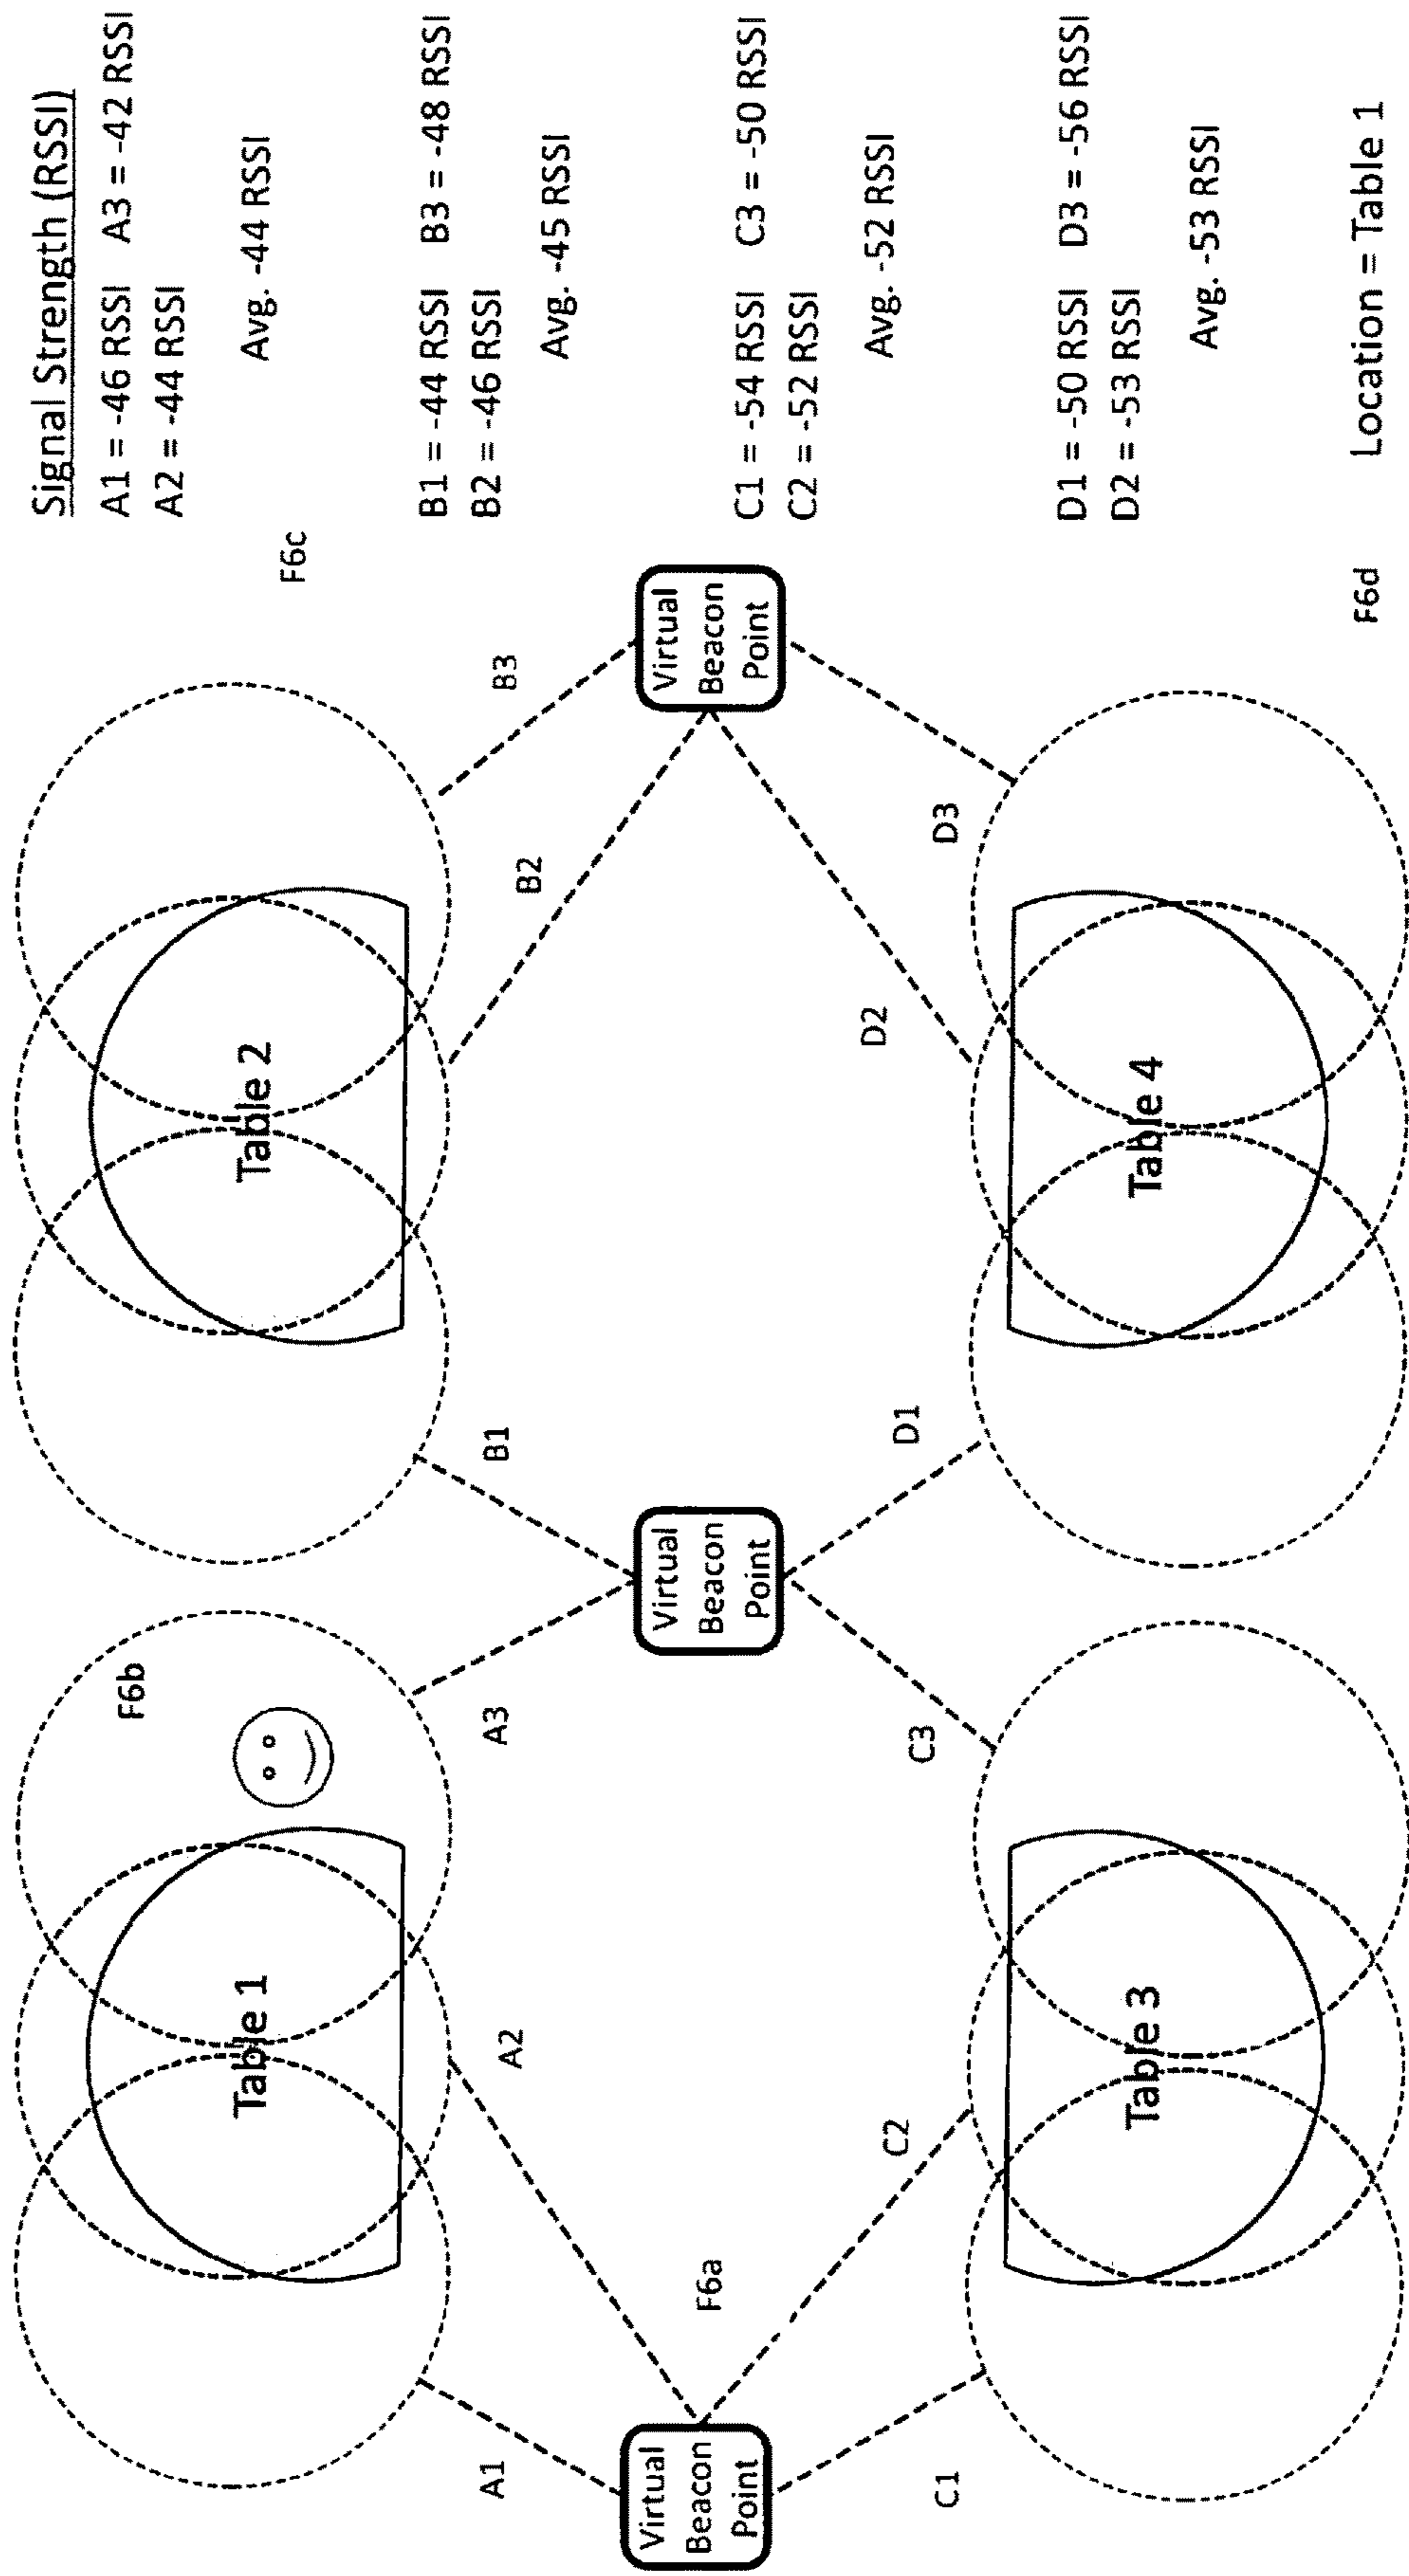 Signal Strength (RSSI)
A1 = -46 RSSI A3 = -42 RSSI
A2 = -44 RSSI
Avg. -44 RSSI
F6c
B1 = -44 RSSI B3 = -48 RSSI
B2 = -46 RSSI
Avg. -45 RSSI
C1 = -54 RSSI C3 = -50 RSSI
C2 = -52 RSSI
Avg. -52 RSSI
D1 = -50 RSSI D3 = -56 RSSI
D2 = -53 RSSI
Avg. -53 RSSI
F6d
Location = Table 1
F6b
Table 1
Table 2
A1
A2
A3
B1
B2
B3
Virtual
Beacon
Point
F6a
Virtual
Beacon
Point
Virtual
Beacon
Point
C1
C2
C3
D1
D2
D3
Table 3
Table 4